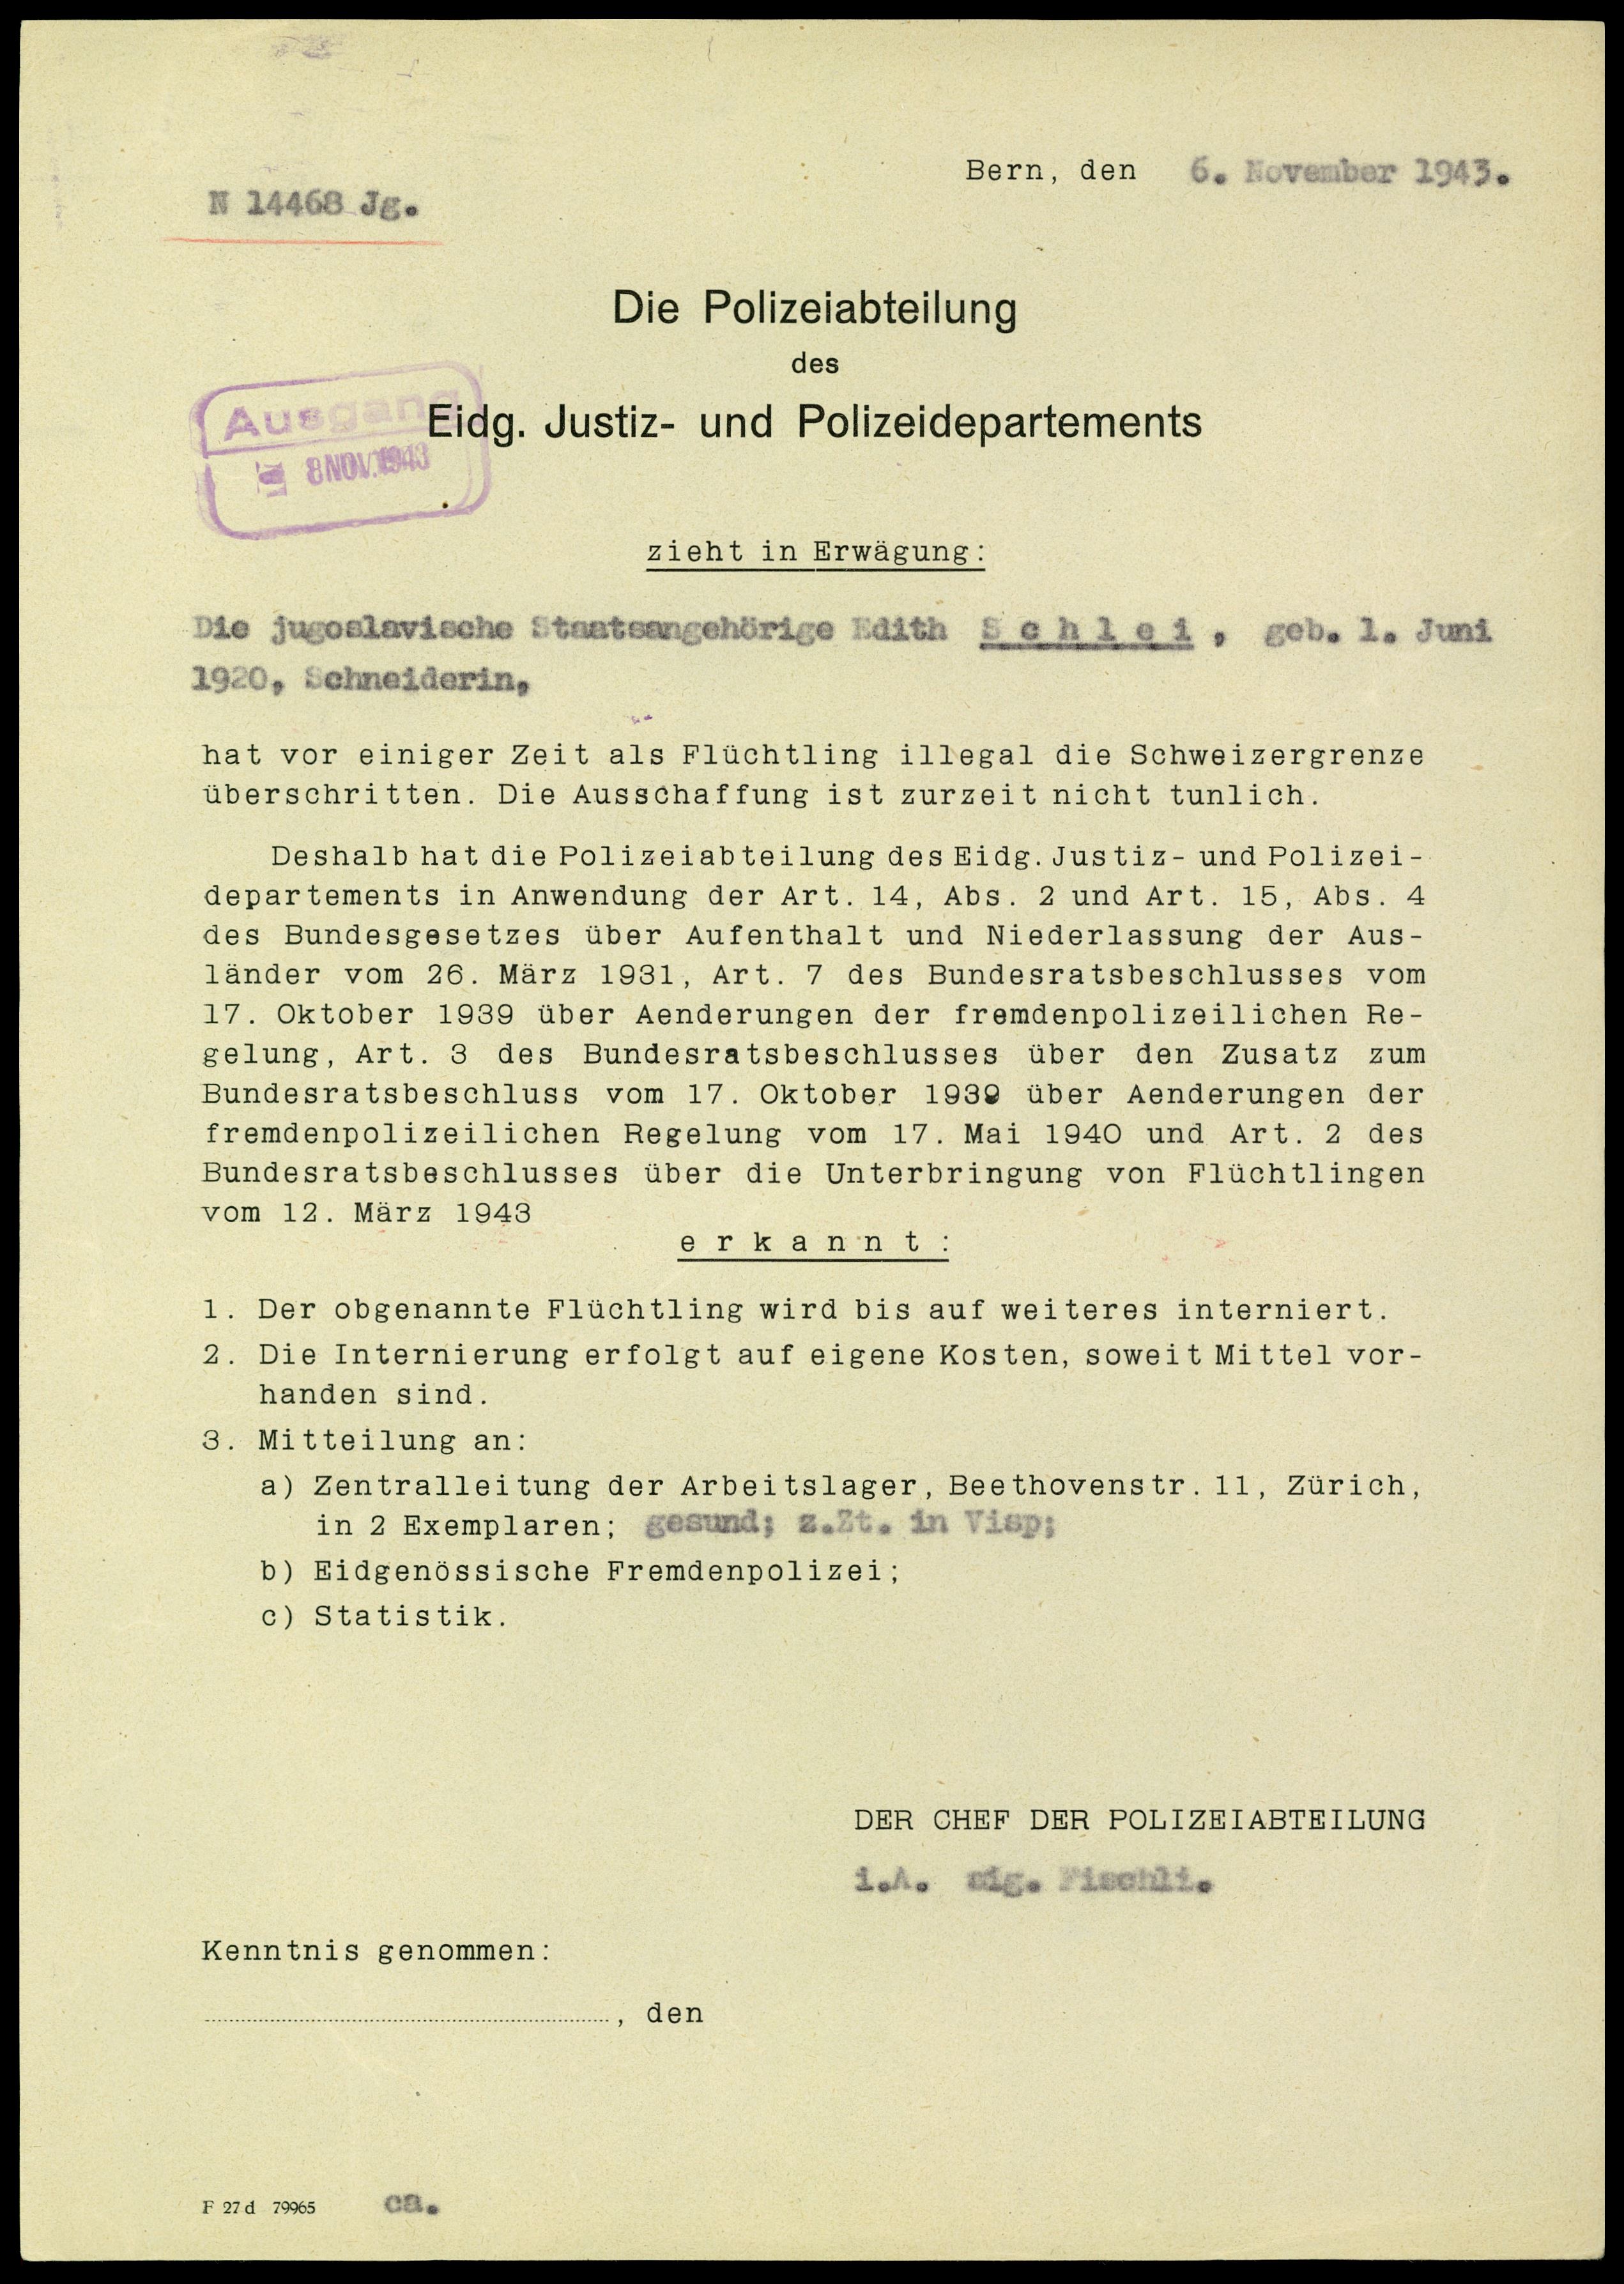 Bern, den 6. November 1943.
N 14468 Jg.
Die Polizeiabteilung
des
Eidg. Justiz- und Polizeidepartements
Ausgang
8 NOV. 1943
zieht in Erwägung:
Die jugoslavische Staatsangehörige Edith S c h l e i , geb. 1. Juni
1920, Schneiderin,
hat vor einiger Zeit als Flüchtling illegal die Schweizergrenze
überschritten. Die Ausschaffung ist zurzeit nicht tunlich.
Deshalb hat die Polizeiabteilung des Eidg. Justiz- und Polizei-
departements in Anwendung der Art. 14, Abs. 2 und Art. 15, Abs. 4
des Bundesgesetzes über Aufenthalt und Niederlassung der Aus-
länder vom 26. März 1931, Art. 7 des Bundesratsbeschlusses vom
17. Oktober 1939 über Aenderungen der fremdenpolizeilichen Re-
gelung, Art. 3 des Bundesratsbeschlusses über den Zusatz zum
Bundesratsbeschluss vom 17. Oktober 1939 über Aenderungen der
fremdenpolizeilichen Regelung vom 17. Mai 1940 und Art. 2 des
Bundesratsbeschlusses über die Unterbringung von Flüchtlingen
vom 12. März 1943
e r k a n n t :
1. Der obgenannte Flüchtling wird bis auf weiteres interniert.
2. Die Internierung erfolgt auf eigene Kosten, soweit Mittel vor-
handen sind.
3. Mitteilung an:
a) Zentralleitung der Arbeitslager, Beethovenstr. 11, Zürich,
in 2 Exemplaren; gesund; z.Zt. in Visp;
b) Eidgenössische Fremdenpolizei;
c) Statistik.
DER CHEF DER POLIZEIABTEILUNG
i.A. sig. Fischli.
Kenntnis genommen:
, den
F 27 d 79965 ca.